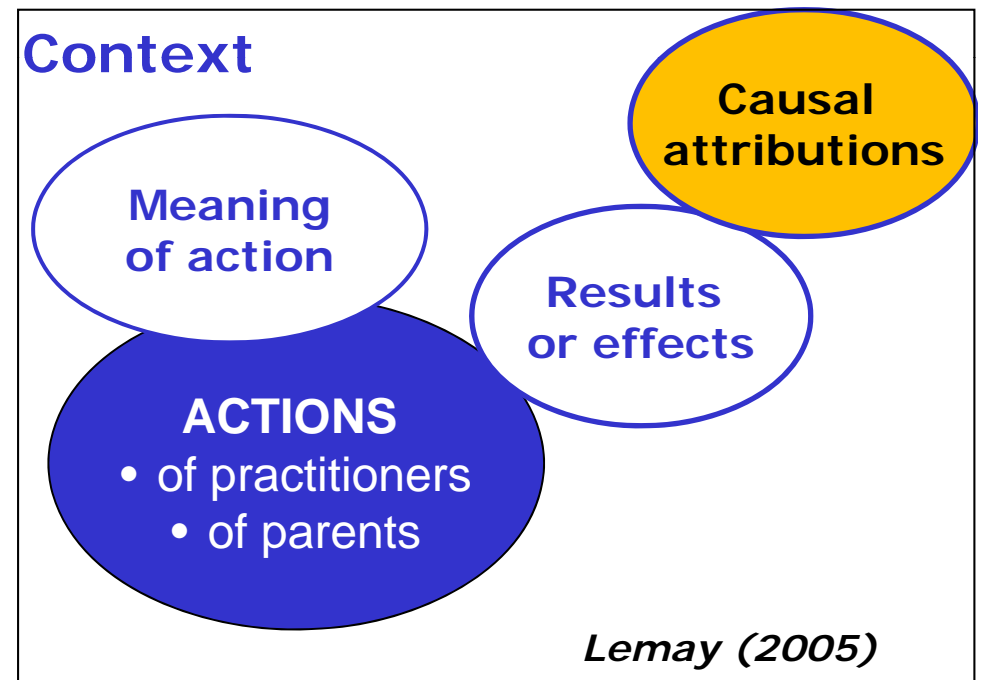 Context
Causal
attributions
Meaning
of action
Results
or effects
ACTIONS
• of practitioners
• of parents
Lemay (2005)